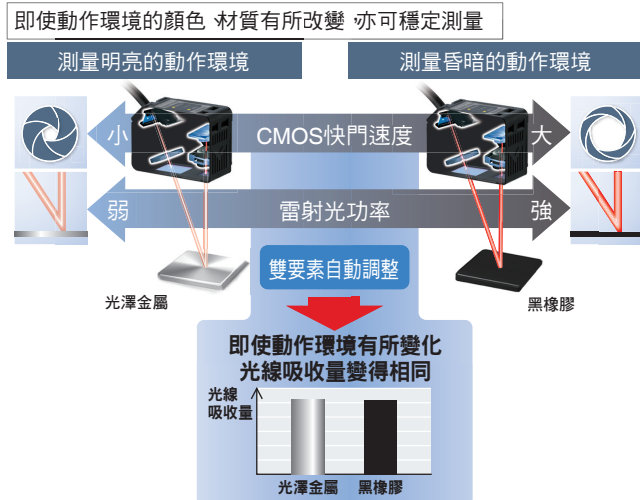 即使動作環境的顏色、材質有所改變，亦可穩定測量
測量明亮的動作環境
測量昏暗的動作環境
小 CMOS快門速度 大
弱 雷射光功率 強
雙要素自動調整
光澤金屬
黑橡膠
即使動作環境有所變化
光線吸收量變得相同
光線
吸收量
光澤金屬 黑橡膠